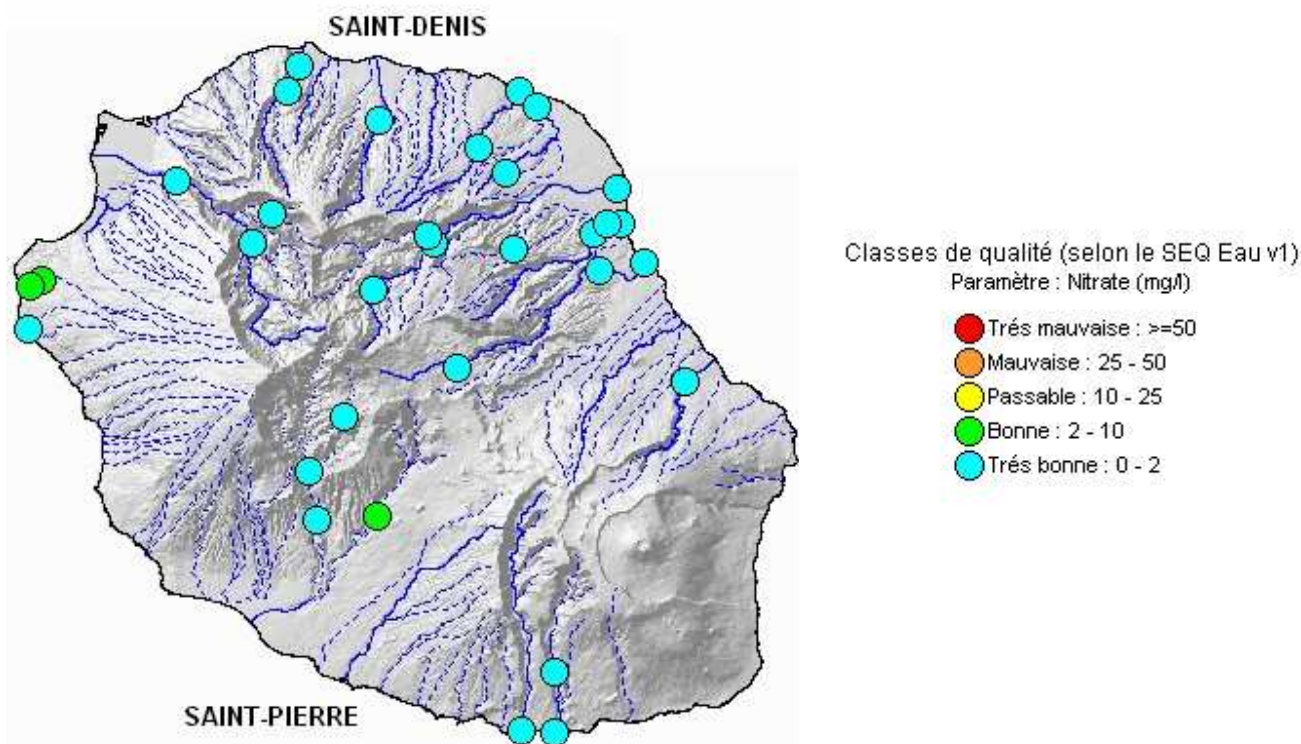 SAINT-DENIS
SAINT-PIERRE
Classes de qualité (selon le SEQ Eau v1)
Paramètre : Nitrate (mg/l)
Trés mauvaise : >=50
Mauvaise : 25 - 50
Passable : 10 - 25
Bonne : 2 - 10
Trés bonne : 0 - 2